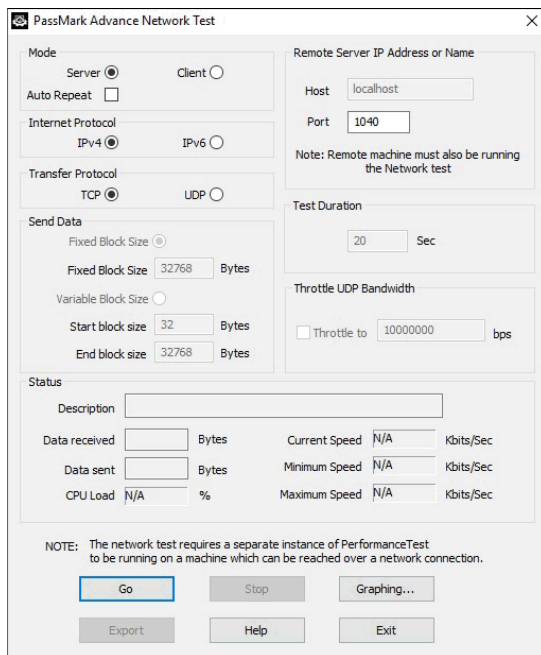 PassMark Advance Network Test
Mode
Server Client
Auto Repeat
Internet Protocol
IPv4 IPv6
Transfer Protocol
TCP UDP
Send Data
Fixed Block Size
Fixed Block Size 32768 Bytes
Variable Block Size
Start block size 32 Bytes
End block size 32768 Bytes
Remote Server IP Address or Name
Host localhost
Port 1040
Note: Remote machine must also be running
the Network test
Test Duration
20 Sec
Throttle UDP Bandwidth
Throttle to 10000000 bps
Status
Description
Data received Bytes Current Speed N/A Kbits/Sec
Data sent Bytes Minimum Speed N/A Kbits/Sec
CPU Load N/A % Maximum Speed N/A Kbits/Sec
NOTE: The network test requires a separate instance of PerformanceTest
to be running on a machine which can be reached over a network connection.
Go Stop Graphing...
Export Help Exit